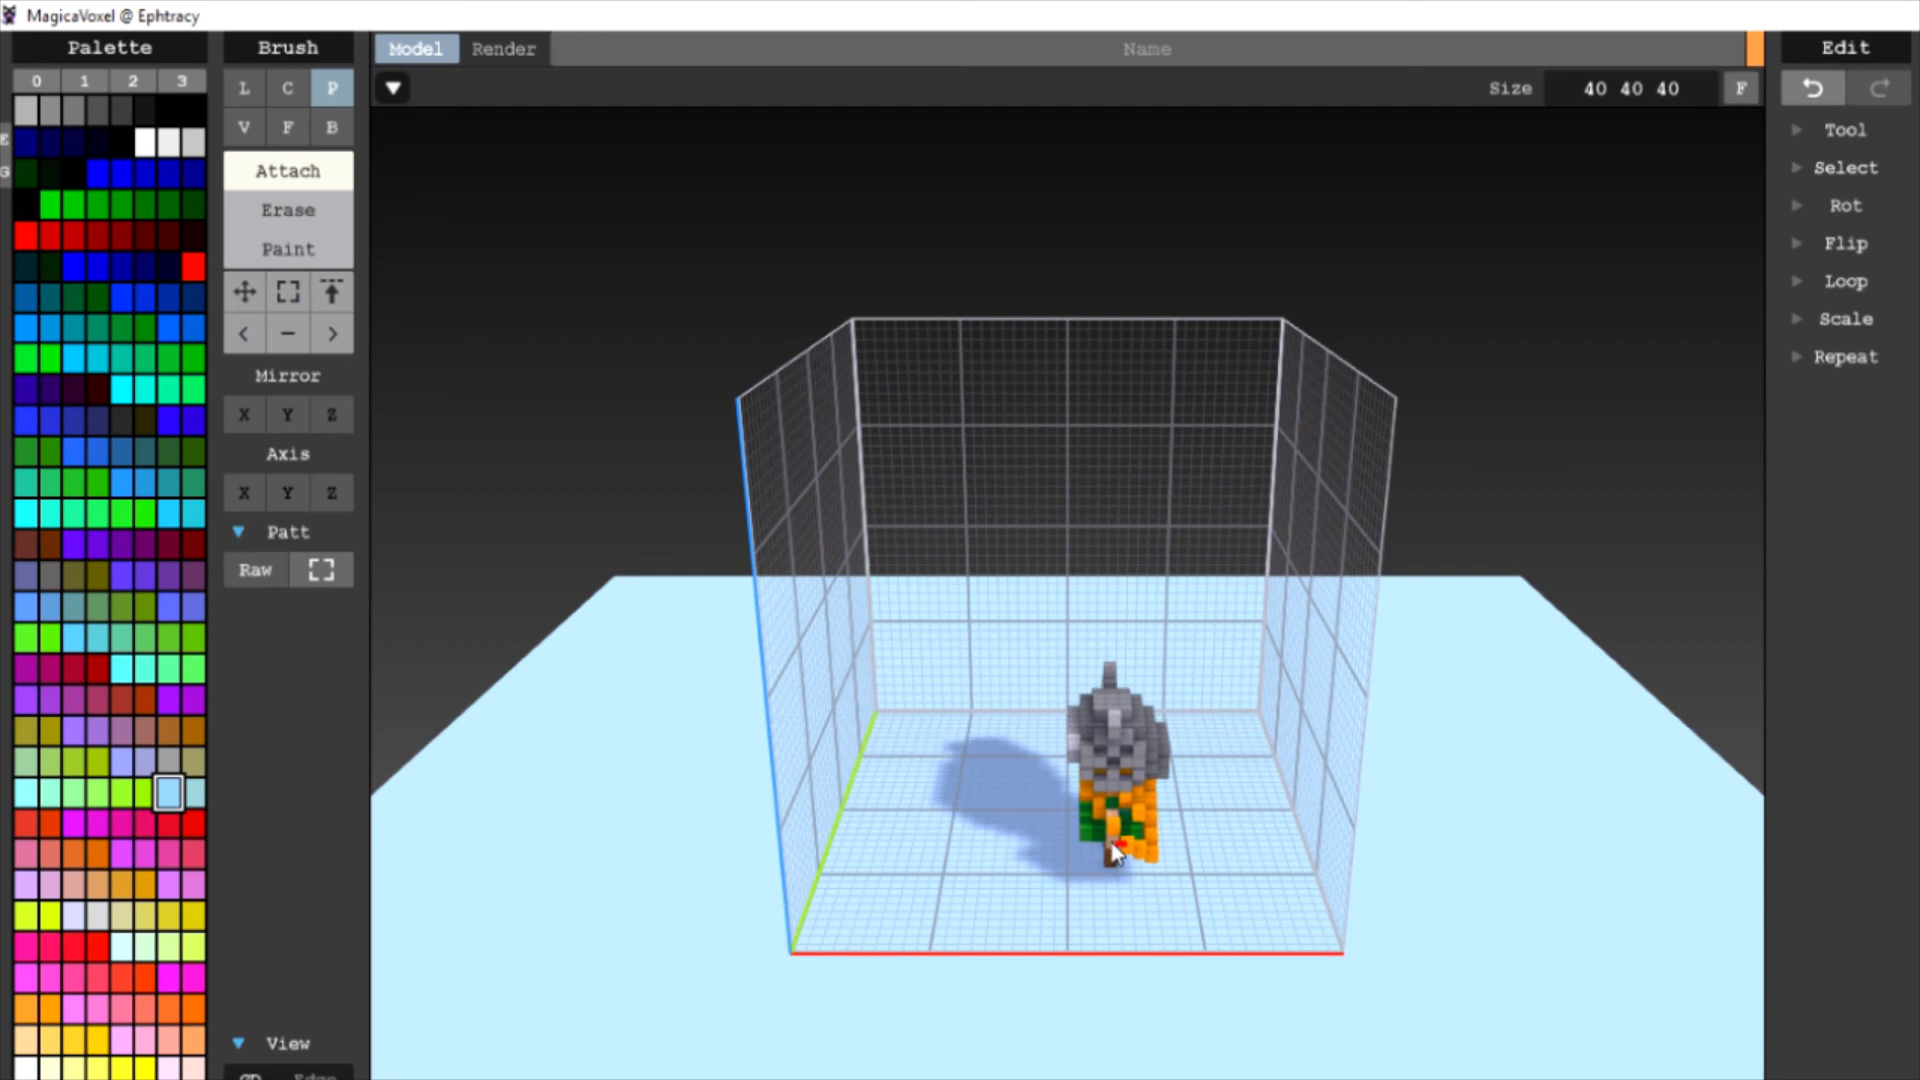 MagicaVoxel @ Ephtracy
Palette
Brush
Model
Render
Name
Edit
0 1 2 3
L C P
V F B
Size 40 40 40 F
Attach
Erase
Paint
Mirror
X Y Z
Axis
X Y Z
Patt
Raw
View
Edge
Tool
Select
Rot
Flip
Loop
Scale
Repeat
E
G